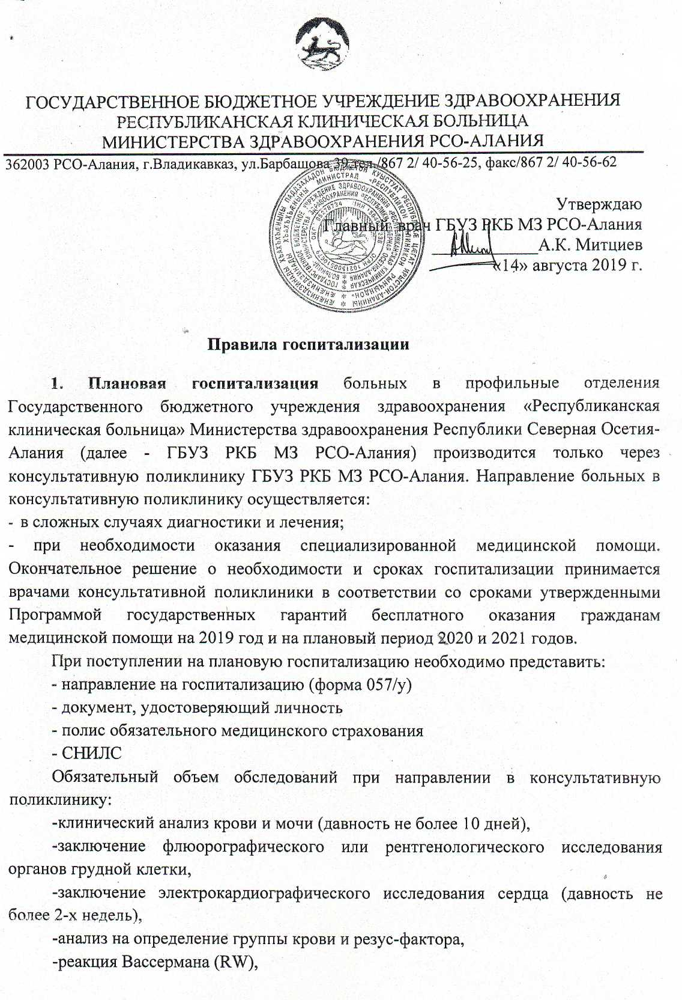 ГОСУДАРСТВЕННОЕ БЮДЖЕТНОЕ УЧРЕЖДЕНИЕ ЗДРАВООХРАНЕНИЯ
РЕСПУБЛИКАНСКАЯ КЛИНИЧЕСКАЯ БОЛЬНИЦА
МИНИСТЕРСТВА ЗДРАВООХРАНЕНИЯ РСО-АЛАНИЯ
362003 РСО-Алания, г.Владикавказ, ул.Барбашова 39 тел./867 2/ 40-56-25, факс/867 2/ 40-56-62
Утверждаю
Главный врач ГБУЗ РКБ МЗ РСО-Алания
А.К. Митциев
«14» августа 2019 г.
Правила госпитализации
1. Плановая госпитализация больных в профильные отделения
Государственного бюджетного учреждения здравоохранения «Республиканская
клиническая больница» Министерства здравоохранения Республики Северная Осетия-
Алания (далее - ГБУЗ РКБ МЗ РСО-Алания) производится только через
консультативную поликлинику ГБУЗ РКБ МЗ РСО-Алания. Направление больных в
консультативную поликлинику осуществляется:
- в сложных случаях диагностики и лечения;
- при необходимости оказания специализированной медицинской помощи.
Окончательное решение о необходимости и сроках госпитализации принимается
врачами консультативной поликлиники в соответствии со сроками утвержденными
Программой государственных гарантий бесплатного оказания гражданам
медицинской помощи на 2019 год и на плановый период 2020 и 2021 годов.
При поступлении на плановую госпитализацию необходимо представить:
- направление на госпитализацию (форма 057/у)
- документ, удостоверяющий личность
- полис обязательного медицинского страхования
- СНИЛС
Обязательный объем обследований при направлении в консультативную
поликлинику:
-клинический анализ крови и мочи (давность не более 10 дней),
-заключение флюорографического или рентгенологического исследования
органов грудной клетки,
-заключение электрокардиографического исследования сердца (давность не
более 2-х недель),
-анализ на определение группы крови и резус-фактора,
-реакция Вассермана (RW),